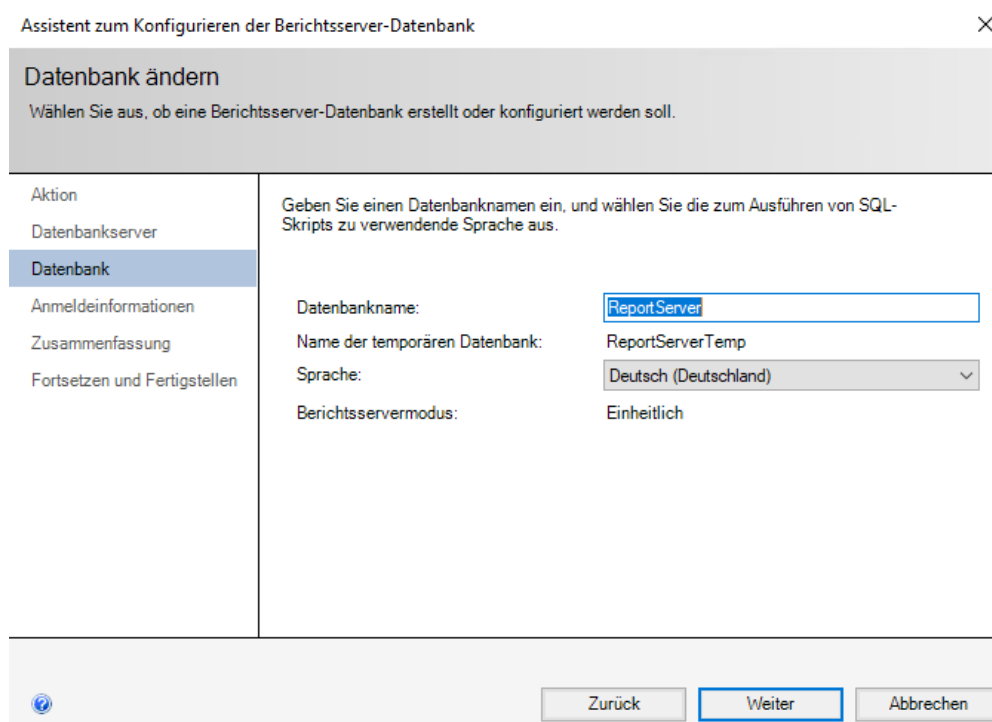 Assistent zum Konfigurieren der Berichtsserver-Datenbank
Datenbank ändern
Wählen Sie aus, ob eine Berichtsserver-Datenbank erstellt oder konfiguriert werden soll.
Aktion
Datenbankserver
Datenbank
Anmeldeinformationen
Zusammenfassung
Fortsetzen und Fertigstellen
Geben Sie einen Datenbanknamen ein, und wählen Sie die zum Ausführen von SQL-
Skripts zu verwendende Sprache aus.
Datenbankname: ReportServer
Name der temporären Datenbank: ReportServerTemp
Sprache: Deutsch (Deutschland)
Berichtsservermodus: Einheitlich
Zurück Weiter Abbrechen